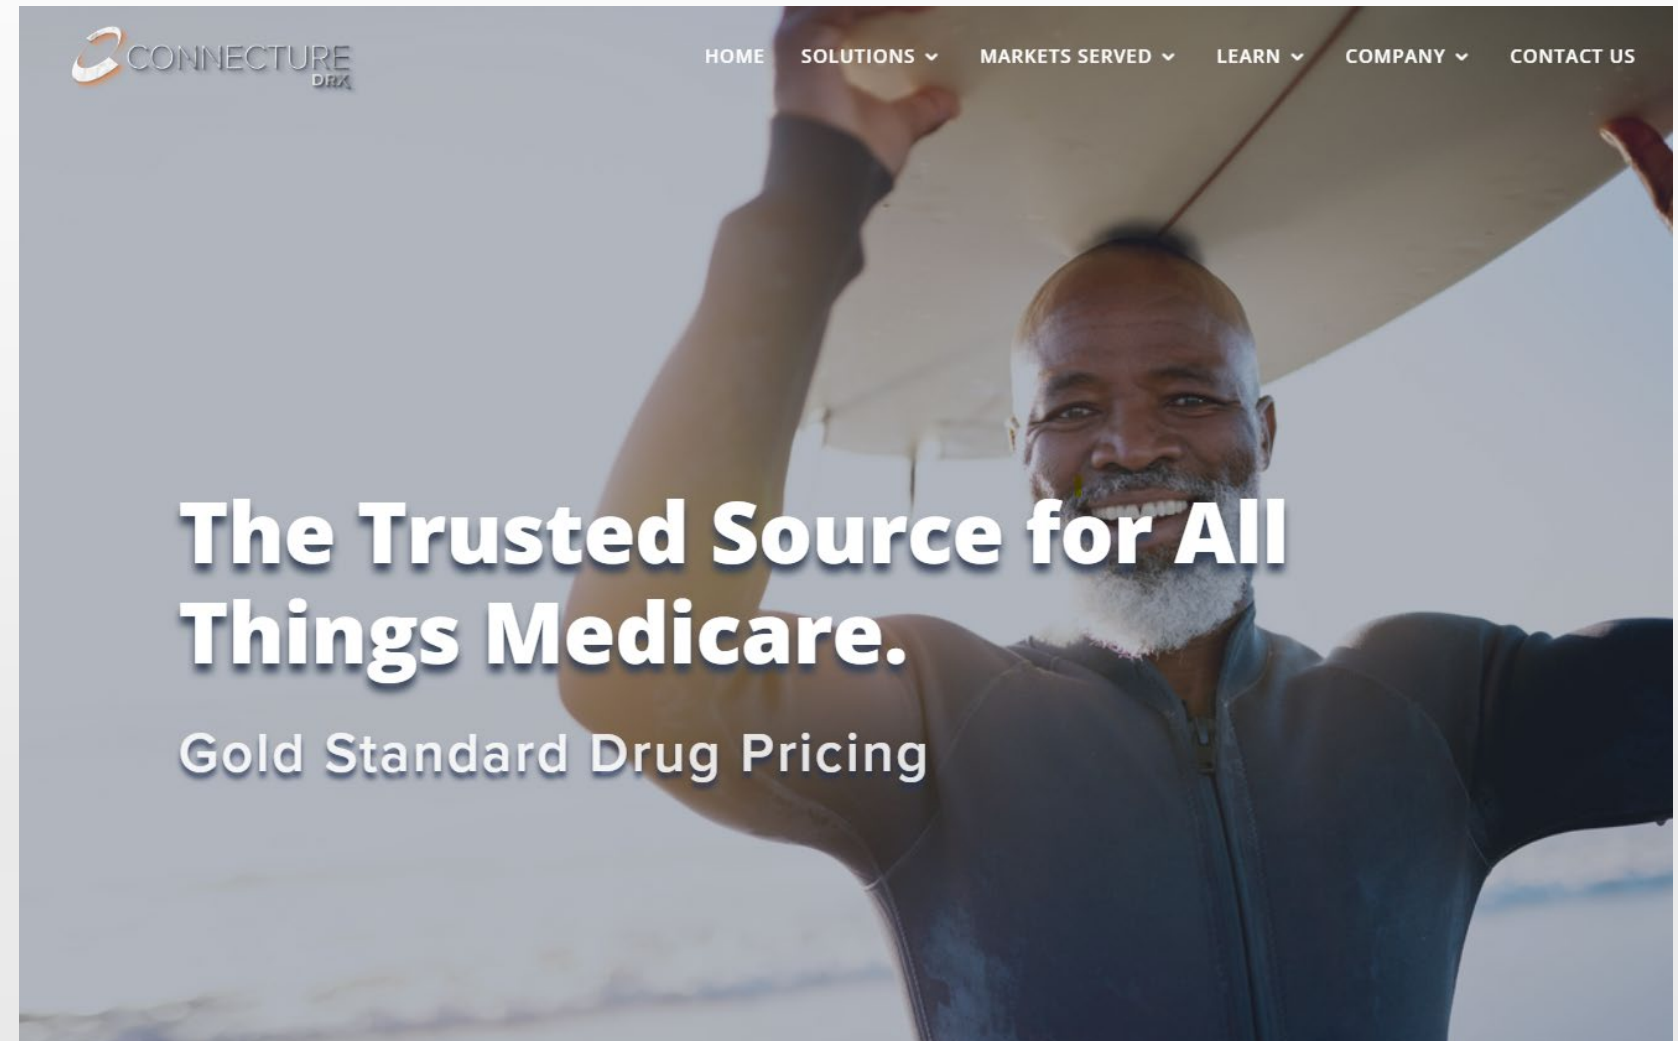 CONNECTURE
DRX
HOME SOLUTIONS MARKETS SERVED LEARN COMPANY CONTACT US
The Trusted Source for All
Things Medicare.
Gold Standard Drug Pricing